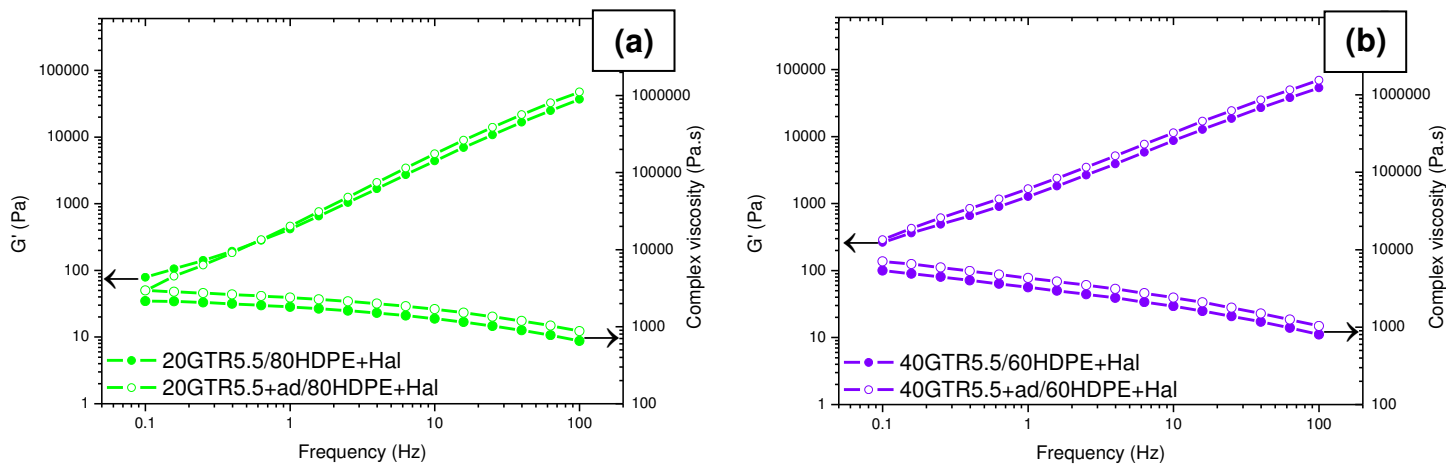 (a)
100000
10000
1000
100
10
1
G' (Pa)
1000000
100000
10000
1000
100
Complex viscosity (Pa.s)
20GTR5.5/80HDPE+Hal
20GTR5.5+ad/80HDPE+Hal
0.1 1 10 100
Frequency (Hz)
(b)
100000
10000
1000
100
10
1
G' (Pa)
1000000
100000
10000
1000
100
Complex viscosity (Pa.s)
40GTR5.5/60HDPE+Hal
40GTR5.5+ad/60HDPE+Hal
0.1 1 10 100
Frequency (Hz)